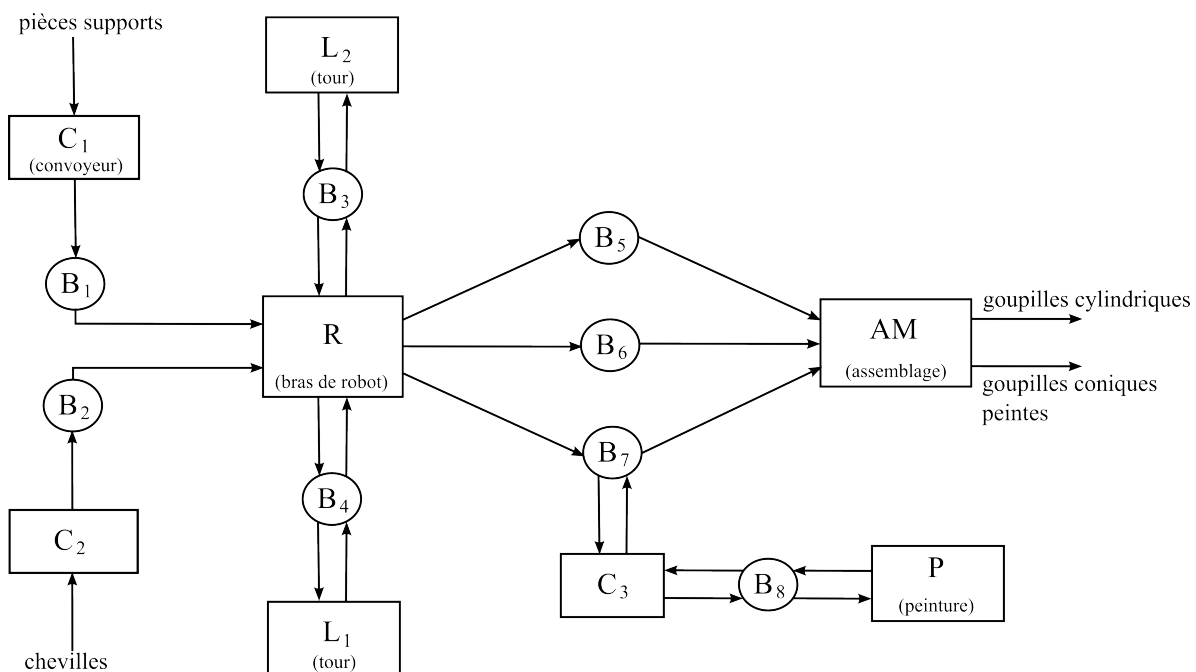 pièces supports
L2
(tour)
C1
(convoyeur)
B3
B5
B1
goupilles cylindriques
R
(bras de robot)
B6
AM
(assemblage)
goupilles coniques
peintes
B2
B7
B4
C2
C3
B8
P
(peinture)
L1
(tour)
chevilles